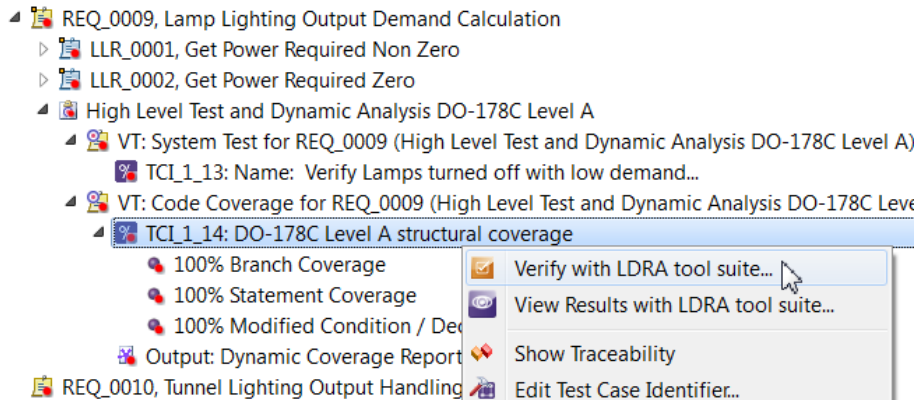 REQ_0009, Lamp Lighting Output Demand Calculation
LLR_0001, Get Power Required Non Zero
LLR_0002, Get Power Required Zero
High Level Test and Dynamic Analysis DO-178C Level A
VT: System Test for REQ_0009 (High Level Test and Dynamic Analysis DO-178C Level A)
TCI_1_13: Name: Verify Lamps turned off with low demand...
VT: Code Coverage for REQ_0009 (High Level Test and Dynamic Analysis DO-178C Leve
TCI_1_14: DO-178C Level A structural coverage
100% Branch Coverage
Verify with LDRA tool suite...
100% Statement Coverage
View Results with LDRA tool suite...
100% Modified Condition / Dec
Output: Dynamic Coverage Report
Show Traceability
REQ_0010, Tunnel Lighting Output Handling
Edit Test Case Identifier...